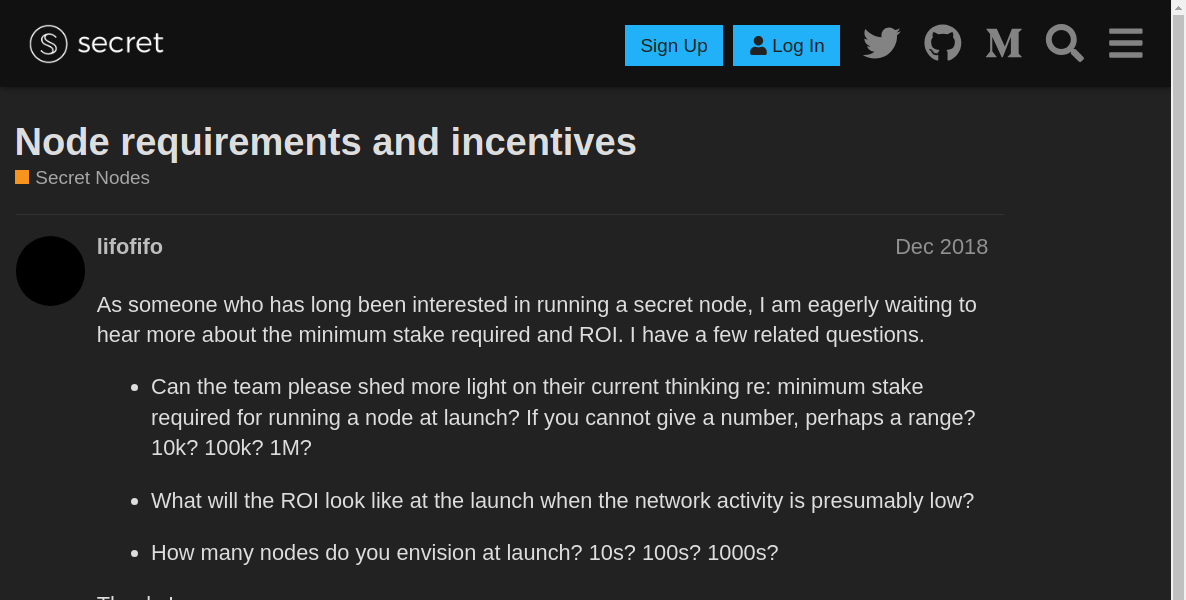 secret
Sign Up
Log In
Node requirements and incentives
Secret Nodes
lifofifo
Dec 2018
As someone who has long been interested in running a secret node, I am eagerly waiting to
hear more about the minimum stake required and ROI. I have a few related questions.
Can the team please shed more light on their current thinking re: minimum stake
required for running a node at launch? If you cannot give a number, perhaps a range?
10k? 100k? 1M?
What will the ROI look like at the launch when the network activity is presumably low?
How many nodes do you envision at launch? 10s? 100s? 1000s?